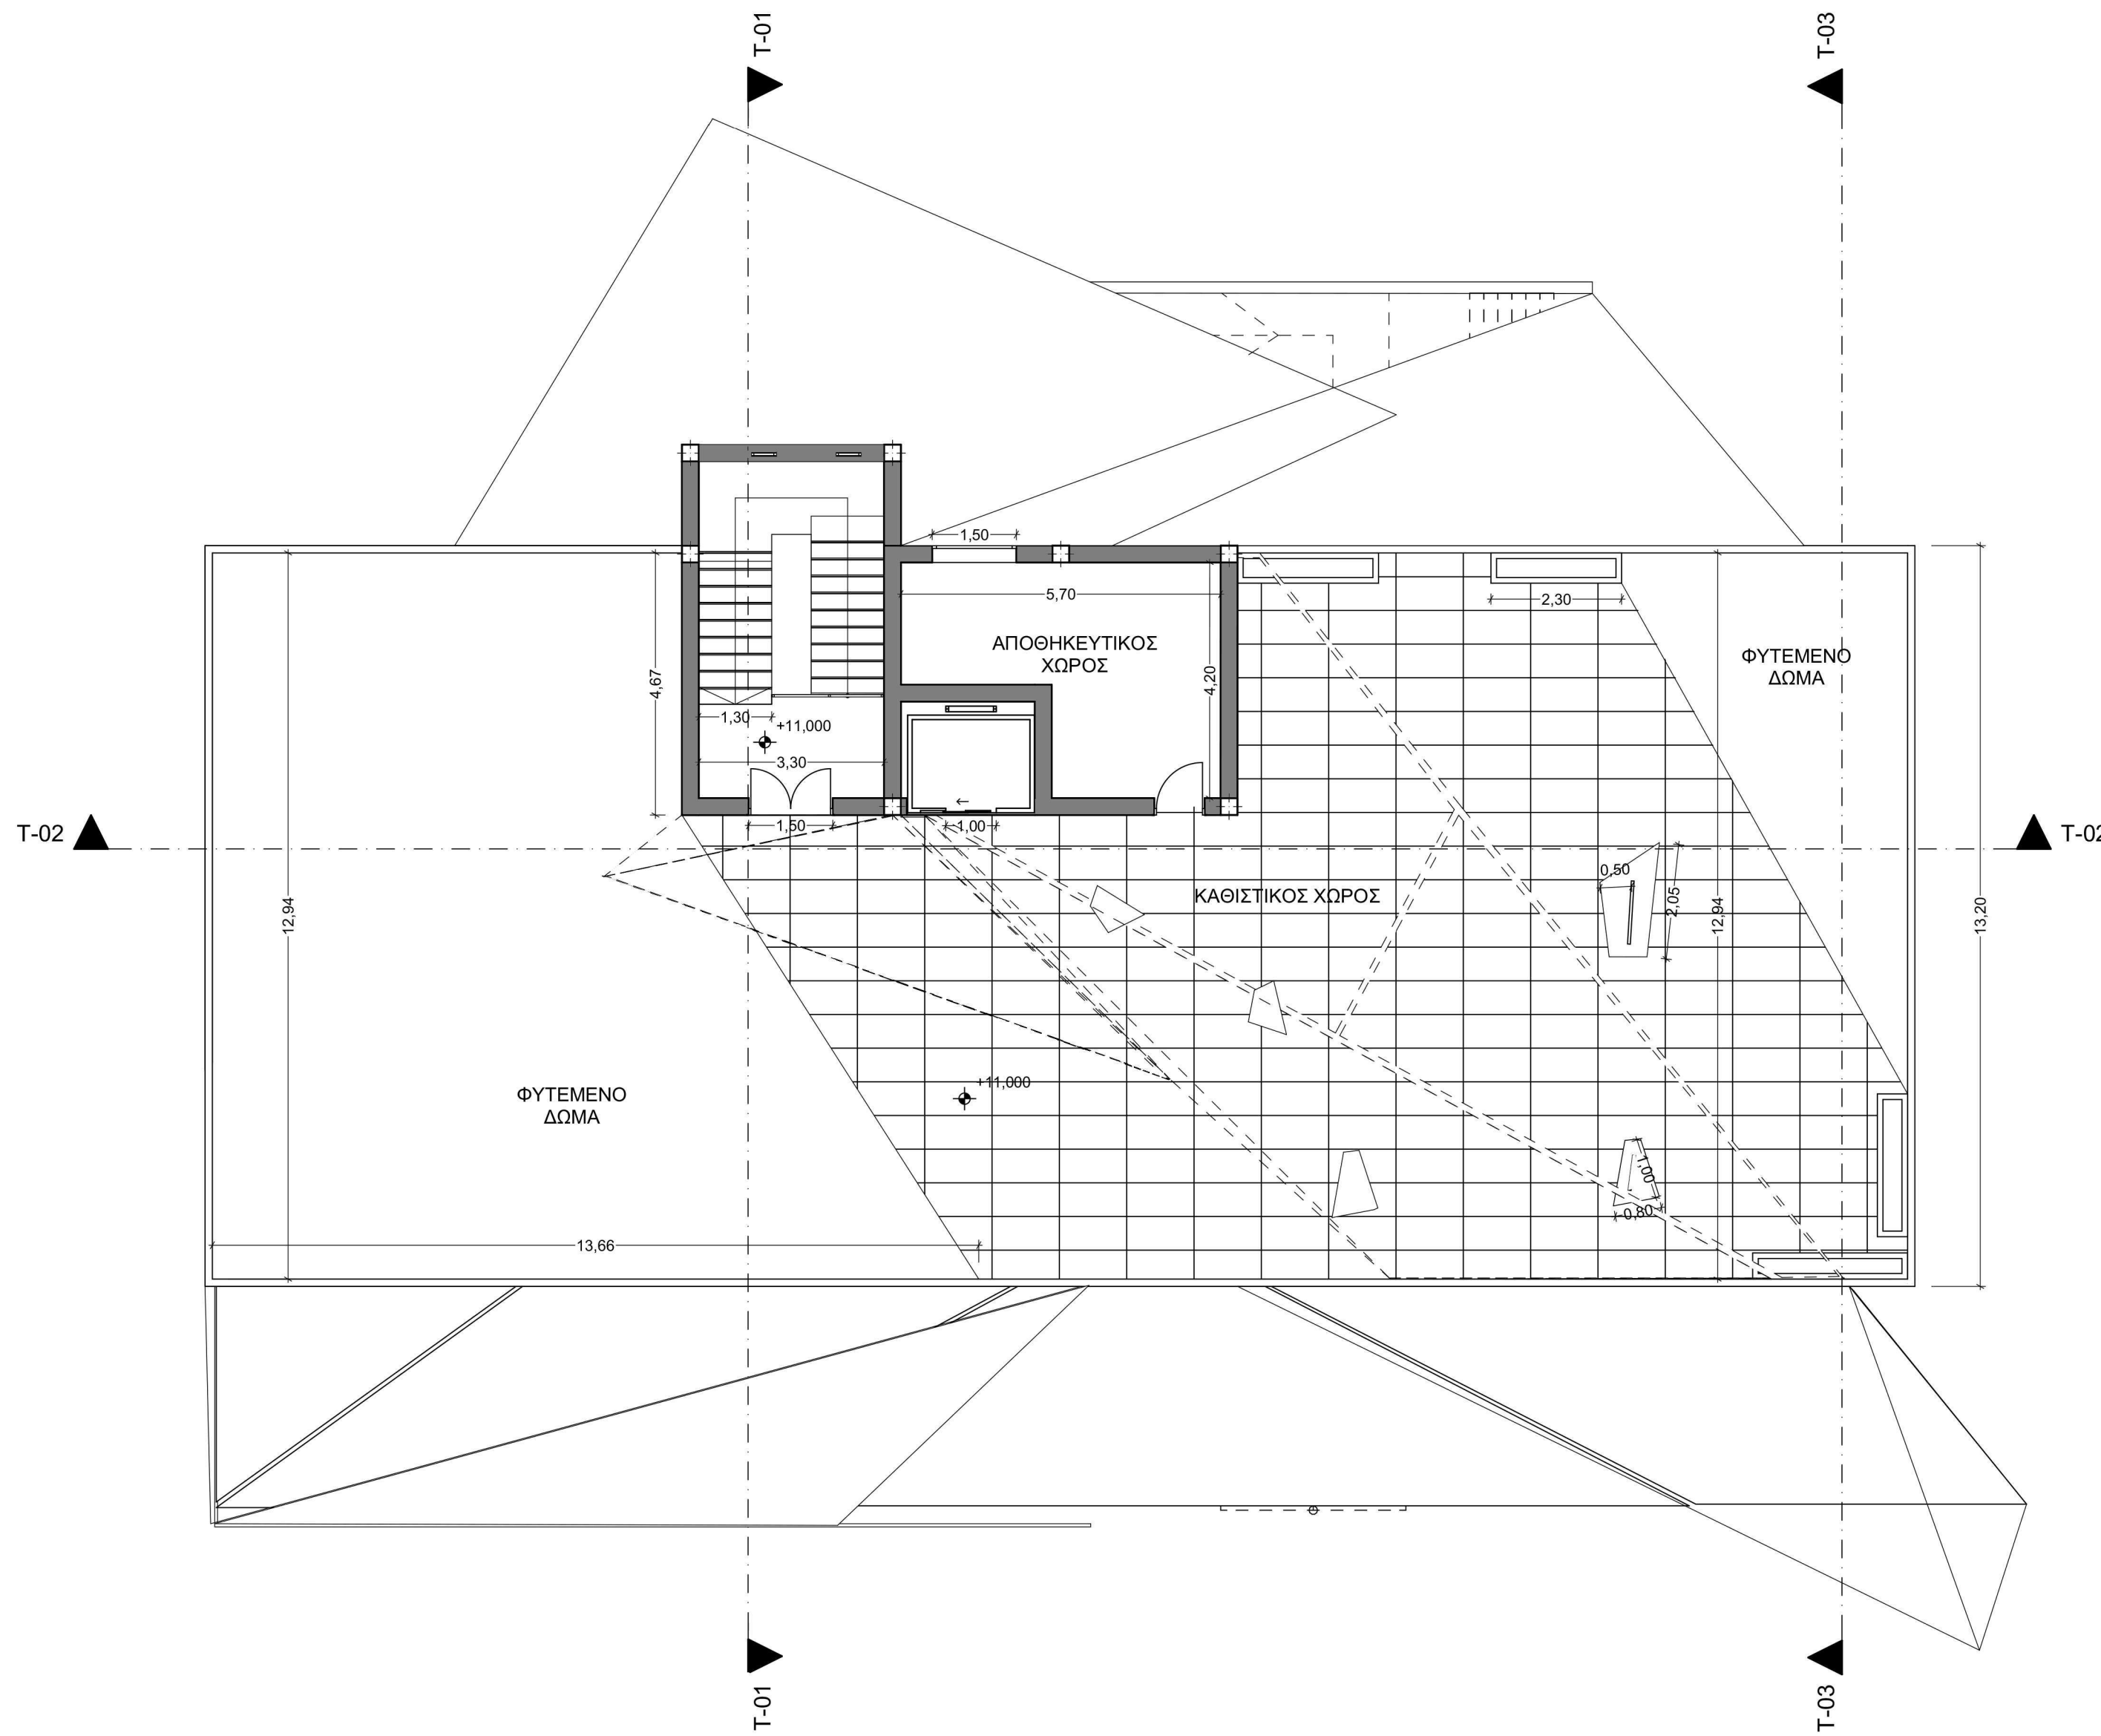 T-01
T-03
1,50
5,70
2,30
ΑΠΟΘΗΚΕΥΤΙΚΟΣ
ΧΩΡΟΣ
ΦΥΤΕΜΕΝΟ
ΔΩΜΑ
4,67
4,20
1,30
+11,000
3,30
T-02
1,50
1,00
T-02
0,50
ΚΑΘΙΣΤΙΚΟΣ ΧΩΡΟΣ
2,05
12,94
12,94
13,20
+11,000
ΦΥΤΕΜΕΝΟ
ΔΩΜΑ
1,00
0,80
13,66
T-01
T-03